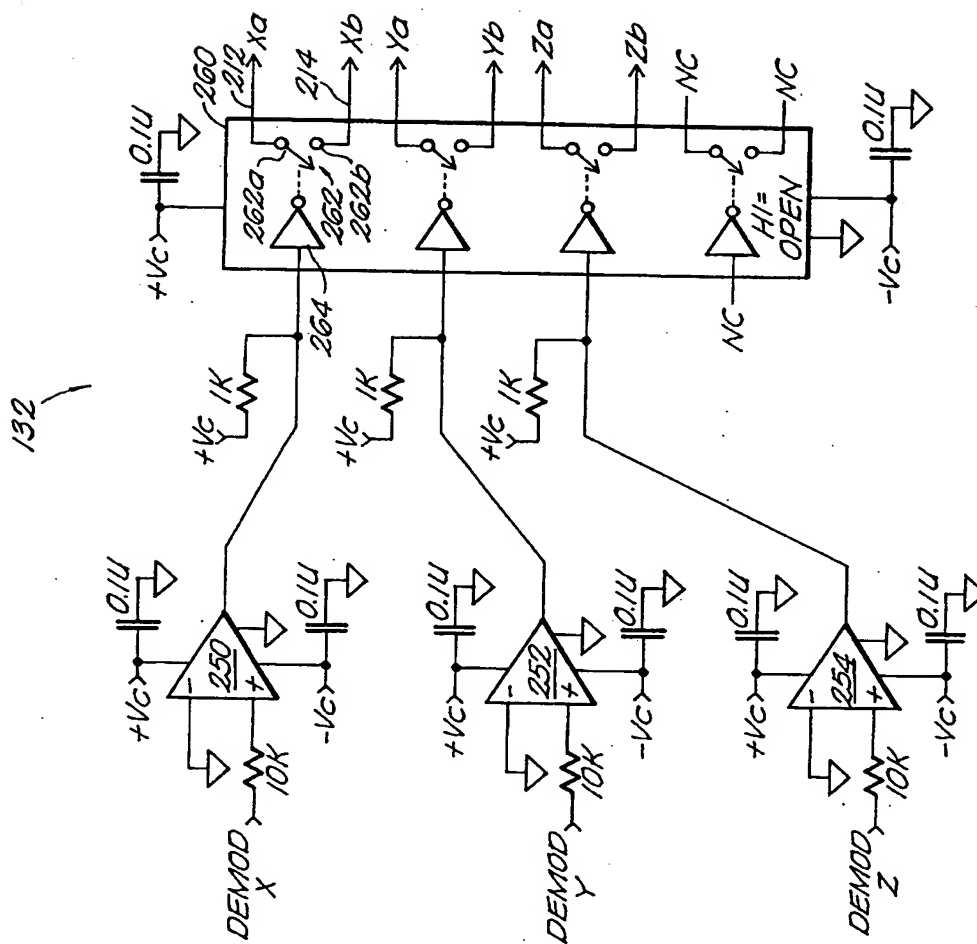 132
+Vc
0.1U
260
212
Xa
262a
262
262b
Xb
214
264
Ya
Yb
Za
Zb
NC
NC
NC
HI=
OPEN
-Vc
0.1U
+Vc
1K
+Vc
1K
+Vc
1K
+Vc
0.1U
-
250
+
-Vc
0.1U
10K
DEMOD
X
+Vc
0.1U
-
252
+
-Vc
0.1U
10K
DEMOD
Y
+Vc
0.1U
-
254
+
-Vc
0.1U
10K
DEMOD
Z